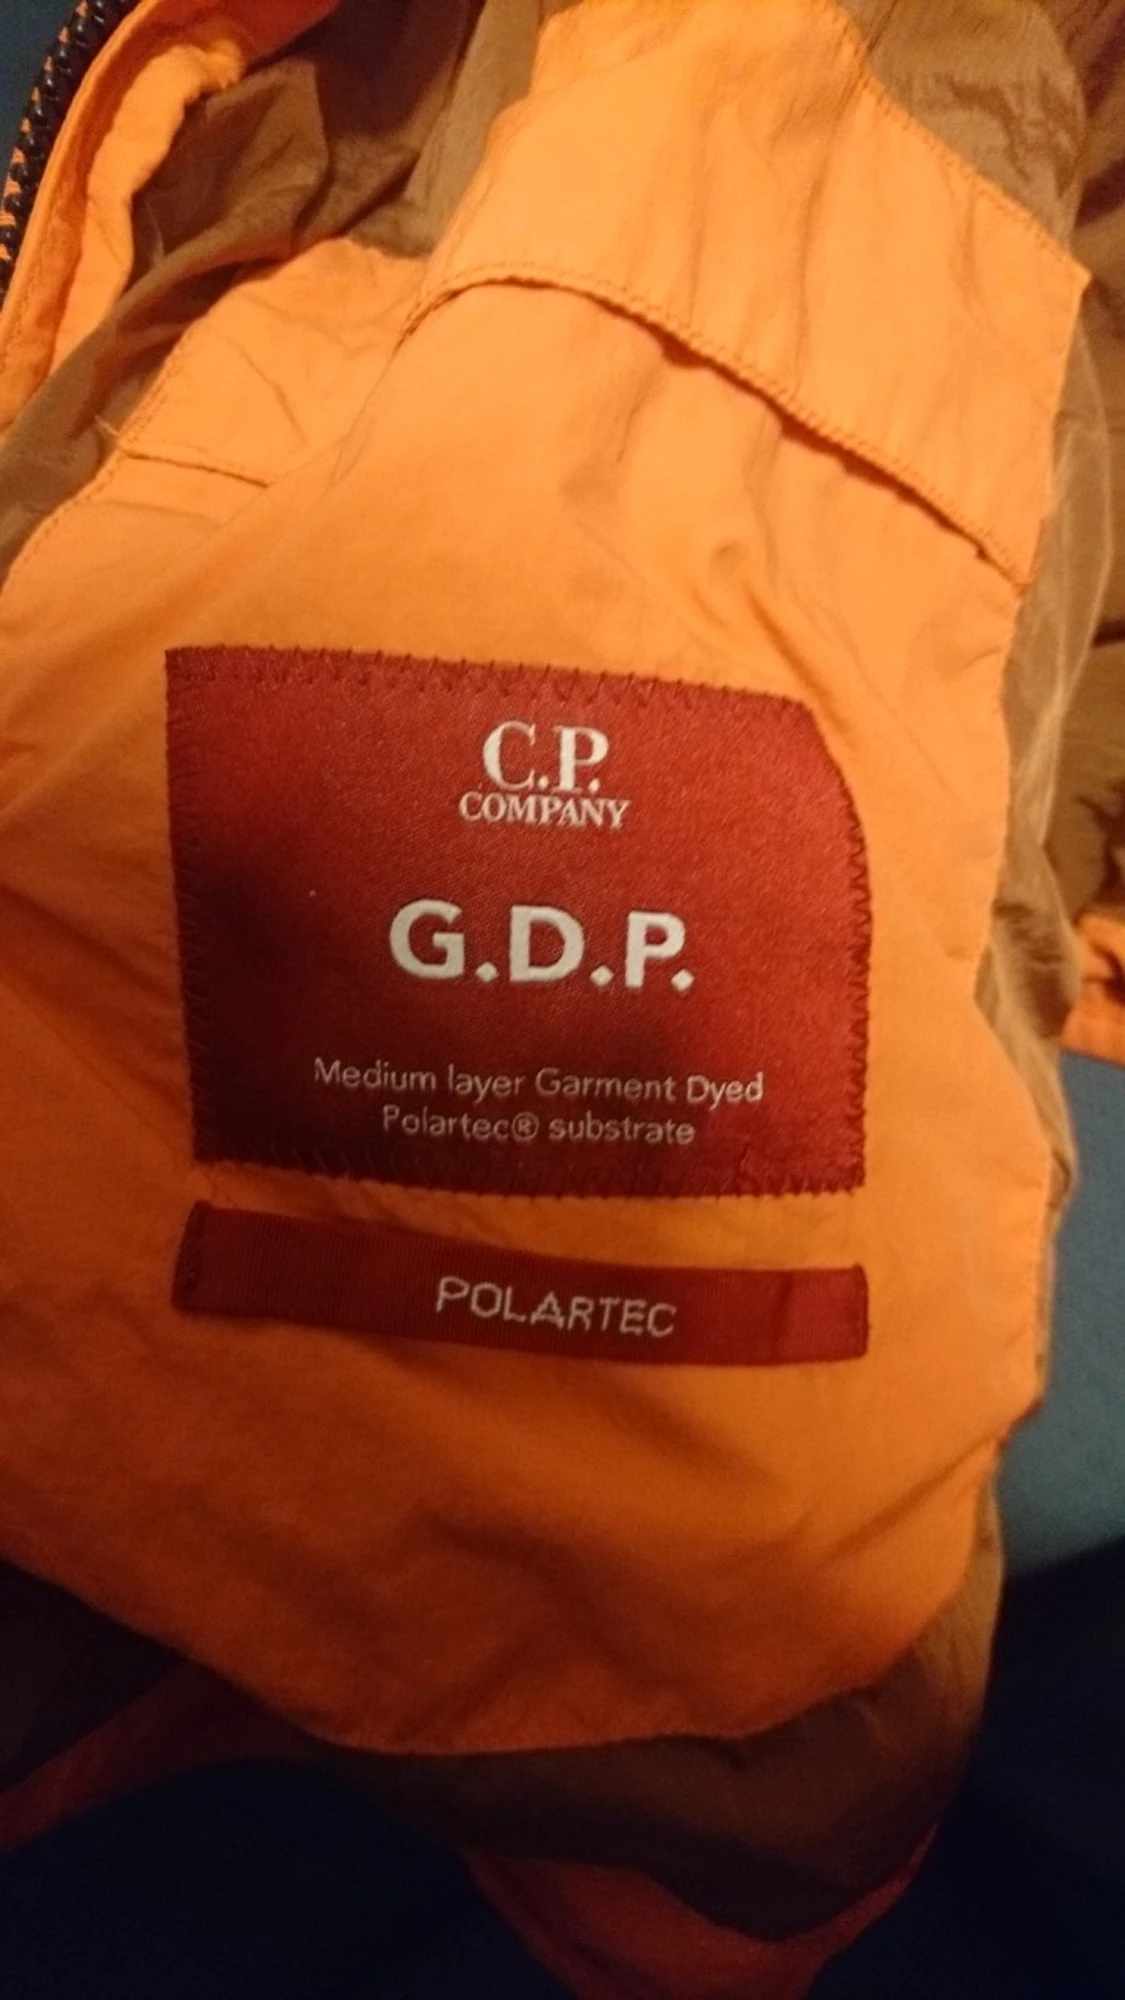 C.P.
COMPANY
G.D.P.
Medium layer Garment Dyed
Polartec® substrate
POLARTEC